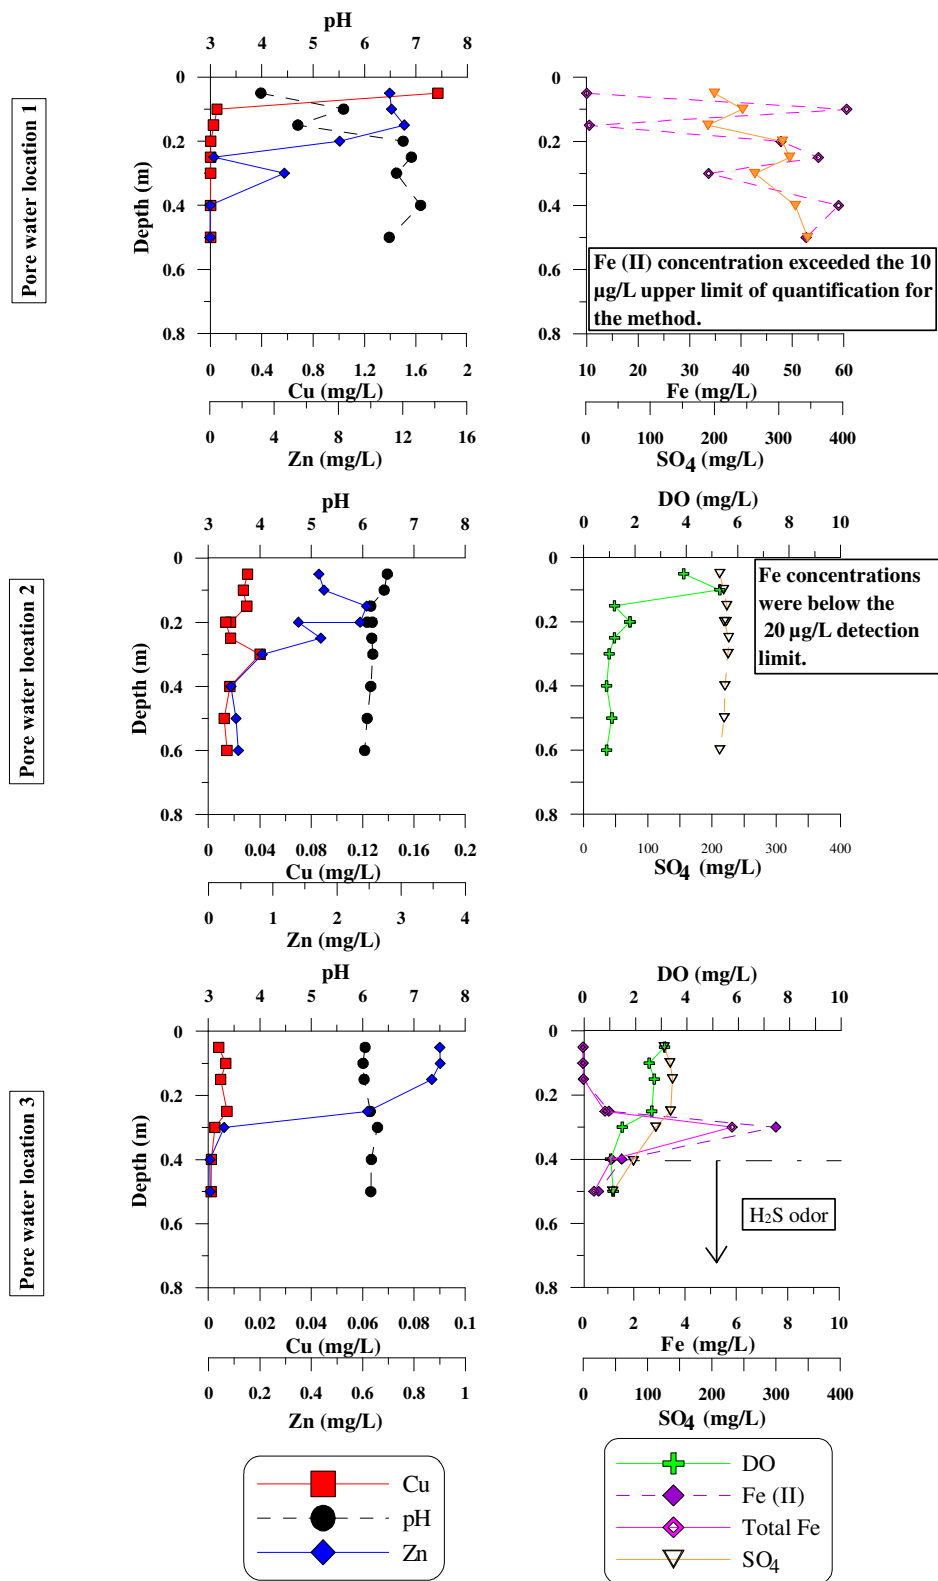 Pore water location 1
pH
3 4 5 6 7 8
0
0.2
0.4
0.6
0.8
Depth (m)
0 0.4 0.8 1.2 1.6 2
Cu (mg/L)
0 4 8 12 16
Zn (mg/L)
0
0.2
0.4
0.6
0.8
Fe (II) concentration exceeded the 10
µg/L upper limit of quantification for
the method.
10 20 30 40 50 60
Fe (mg/L)
0 100 200 300 400
SO4 (mg/L)
Pore water location 2
pH
3 4 5 6 7 8
0
0.2
0.4
0.6
0.8
Depth (m)
0 0.04 0.08 0.12 0.16 0.2
Cu (mg/L)
0 1 2 3 4
Zn (mg/L)
DO (mg/L)
0 2 4 6 8 10
0
0.2
0.4
0.6
0.8
Fe concentrations
were below the
20 µg/L detection
limit.
0 100 200 300 400
SO4 (mg/L)
Pore water location 3
pH
3 4 5 6 7 8
0
0.2
0.4
0.6
0.8
Depth (m)
0 0.02 0.04 0.06 0.08 0.1
Cu (mg/L)
0 0.2 0.4 0.6 0.8 1
Zn (mg/L)
DO (mg/L)
0 2 4 6 8 10
0
0.2
0.4
0.6
0.8
H2S odor
0 2 4 6 8 10
Fe (mg/L)
0 100 200 300 400
SO4 (mg/L)
Cu
pH
Zn
DO
Fe (II)
Total Fe
SO4